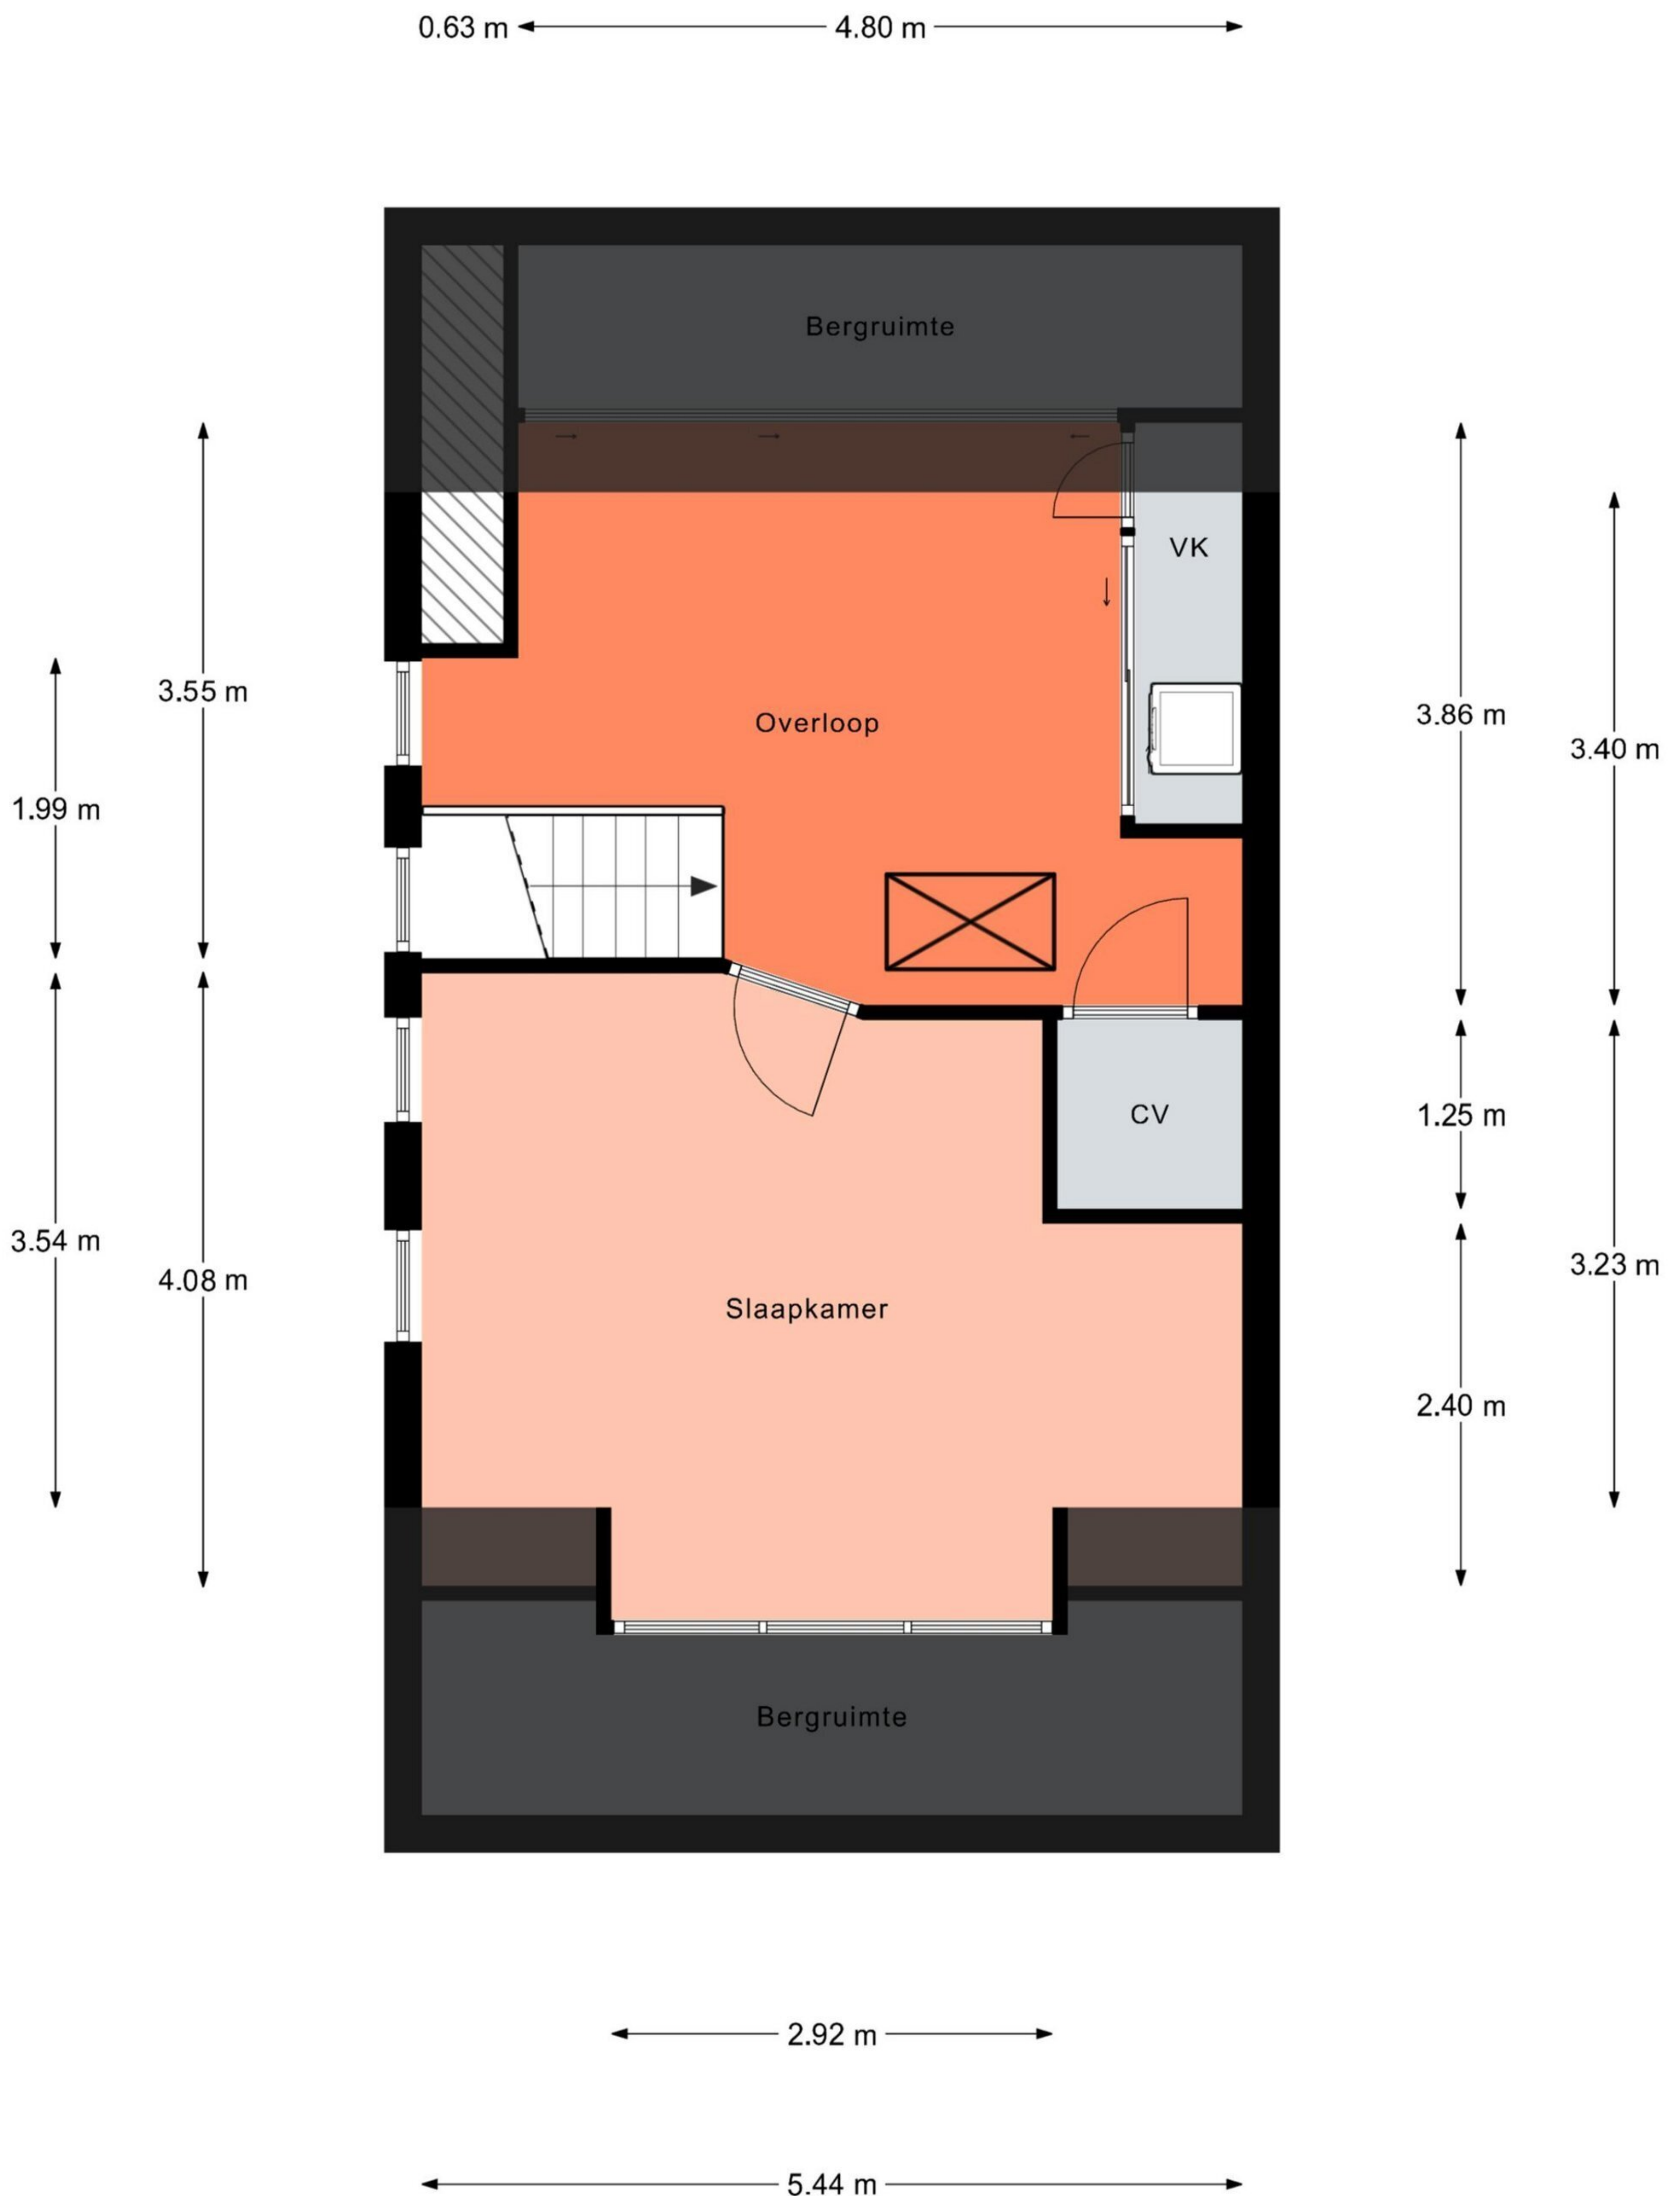 0.63 m
4.80 m
Bergruimte
VK
3.55 m
3.86 m
Overloop
3.40 m
1.99 m
CV
1.25 m
3.54 m
3.23 m
4.08 m
Slaapkamer
2.40 m
Bergruimte
2.92 m
5.44 m